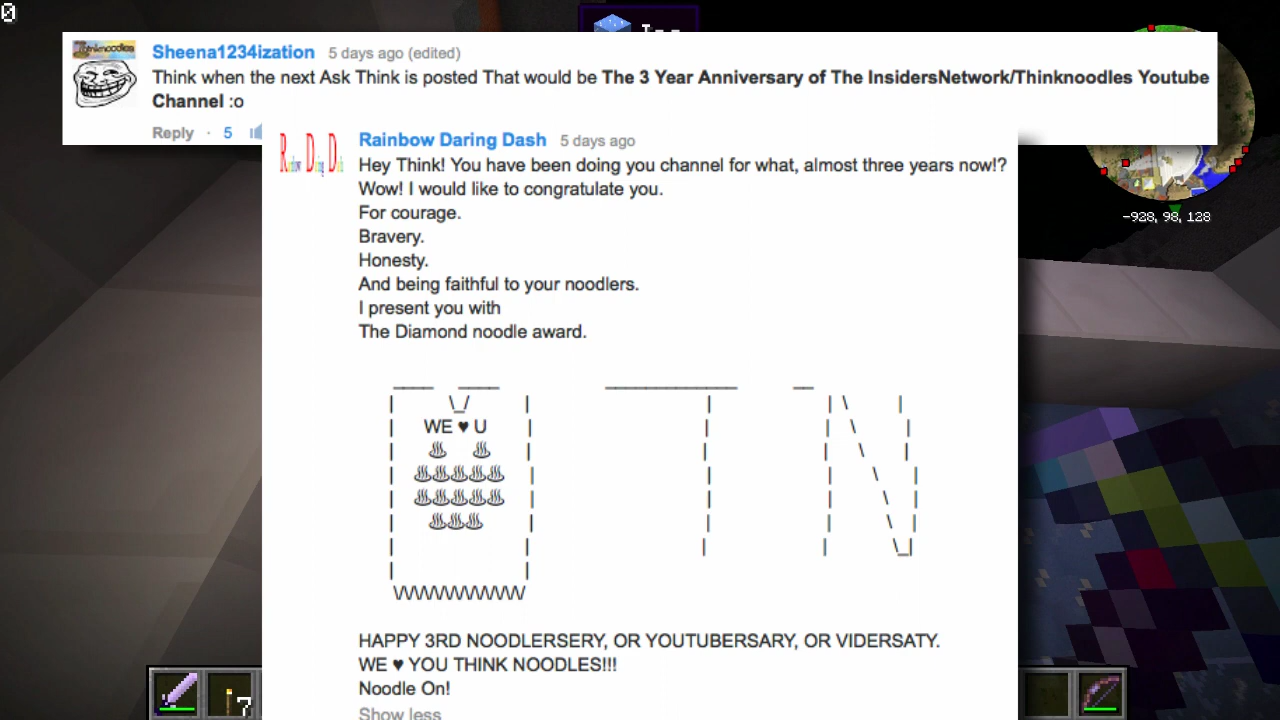 0
Sheena1234ization 5 days ago (edited)
Think when the next Ask Think is posted That would be The 3 Year Anniversary of The InsidersNetwork/Thinknoodles Youtube
Channel :o
Reply · 5
Rainbow Daring Dash 5 days ago
Hey Think! You have been doing you channel for what, almost three years now!?
Wow! I would like to congratulate you.
For courage.
Bravery.
Honesty.
And being faithful to your noodlers.
I present you with
The Diamond noodle award.
WE ♥ U
♨ ♨
♨♨♨♨♨
♨♨♨♨♨
♨♨♨
HAPPY 3RD NOODLERSERY, OR YOUTUBERSARY, OR VIDERSATY.
WE ♥ YOU THINK NOODLES!!!
Noodle On!
Show less
-928, 98, 128
7